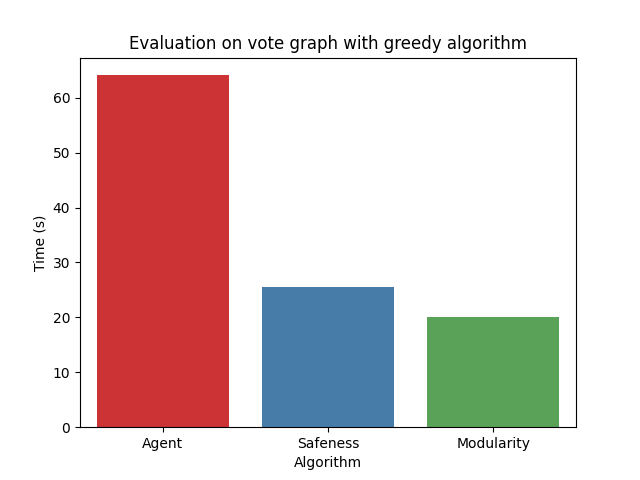 Evaluation on vote graph with greedy algorithm
Time (s)
60
50
40
30
20
10
0
Agent
Safeness
Modularity
Algorithm